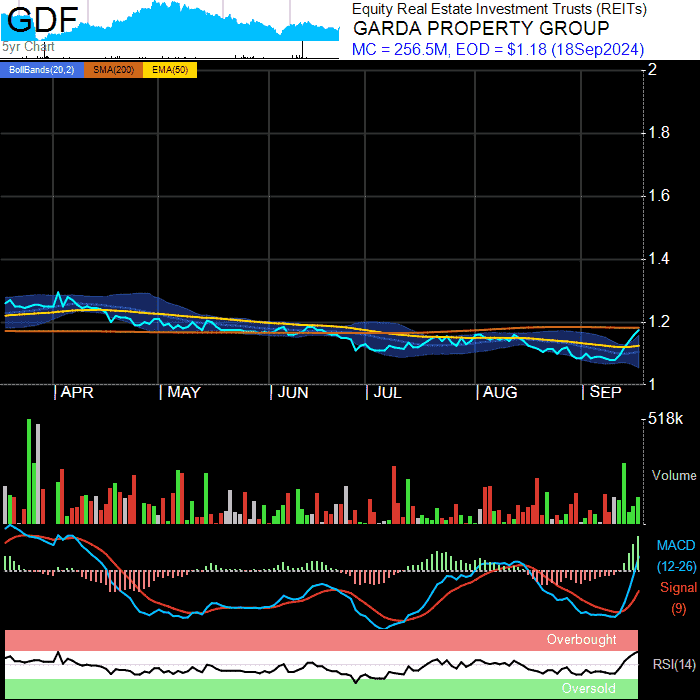 GDF
5yr Chart
Equity Real Estate Investment Trusts (REITs)
GARDA PROPERTY GROUP
MC = 256.5M, EOD = $1.18 (18Sep2024)
BollBands(20,2) SMA(200) EMA(50)
2
1.8
1.6
1.4
1.2
1
APR MAY JUN JUL AUG SEP
518k
Volume
MACD
(12-26)
Signal
(9)
Overbought
RSI(14)
Oversold